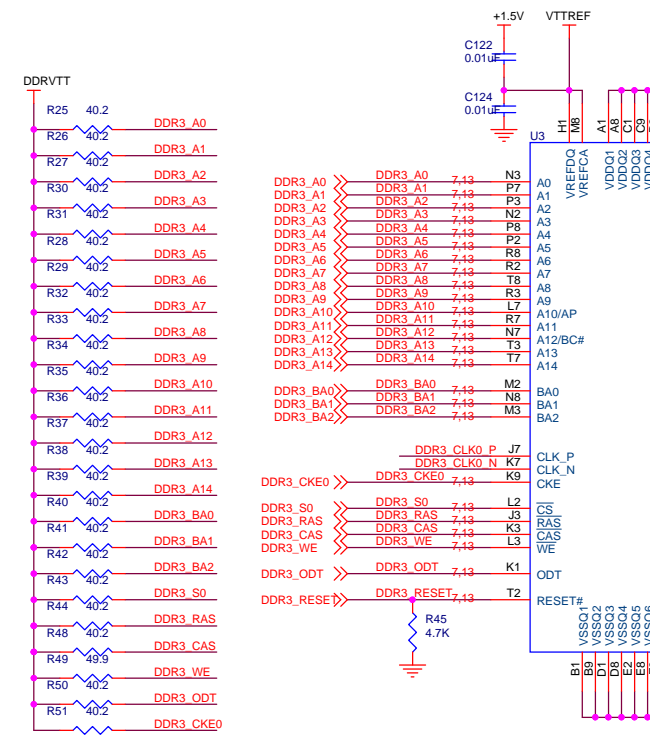 +1.5V VTTREF
C122
0.01uF
C124
0.01uF
DDRVTT
R25 40.2 DDR3_A0
R26 40.2 DDR3_A1
R27 40.2 DDR3_A2
R30 40.2 DDR3_A3
R31 40.2 DDR3_A4
R28 40.2 DDR3_A5
R29 40.2 DDR3_A6
R32 40.2 DDR3_A7
R33 40.2 DDR3_A8
R34 40.2 DDR3_A9
R35 40.2 DDR3_A10
R36 40.2 DDR3_A11
R37 40.2 DDR3_A12
R38 40.2 DDR3_A13
R39 40.2 DDR3_A14
R40 40.2 DDR3_BA0
R41 40.2 DDR3_BA1
R42 40.2 DDR3_BA2
R43 40.2 DDR3_S0
R44 40.2 DDR3_RAS
R48 40.2 DDR3_CAS
R49 49.9 DDR3_WE
R50 40.2 DDR3_ODT
R51 40.2 DDR3_CKE0
U3
H1 M8 A1 A8 C1 C9
VREFDQ VREFCA VDDQ1 VDDQ2 VDDQ3 VDDQ4
DDR3_A0 DDR3_A0 7,13 N3 A0
DDR3_A1 DDR3_A1 7,13 P7 A1
DDR3_A2 DDR3_A2 7,13 P3 A2
DDR3_A3 DDR3_A3 7,13 N2 A3
DDR3_A4 DDR3_A4 7,13 P8 A4
DDR3_A5 DDR3_A5 7,13 P2 A5
DDR3_A6 DDR3_A6 7,13 R8 A6
DDR3_A7 DDR3_A7 7,13 R2 A7
DDR3_A8 DDR3_A8 7,13 T8 A8
DDR3_A9 DDR3_A9 7,13 R3 A9
DDR3_A10 DDR3_A10 7,13 L7 A10/AP
DDR3_A11 DDR3_A11 7,13 R7 A11
DDR3_A12 DDR3_A12 7,13 N7 A12/BC#
DDR3_A13 DDR3_A13 7,13 T3 A13
DDR3_A14 DDR3_A14 7,13 T7 A14
DDR3_BA0 DDR3_BA0 7,13 M2 BA0
DDR3_BA1 DDR3_BA1 7,13 N8 BA1
DDR3_BA2 DDR3_BA2 7,13 M3 BA2
DDR3_CLK0_P J7 CLK_P
DDR3_CLK0_N K7 CLK_N
DDR3_CKE0 DDR3_CKE0 7,13 K9 CKE
DDR3_S0 DDR3_S0 7,13 L2 CS
DDR3_RAS DDR3_RAS 7,13 J3 RAS
DDR3_CAS DDR3_CAS 7,13 K3 CAS
DDR3_WE DDR3_WE 7,13 L3 WE
DDR3_ODT DDR3_ODT 7,13 K1 ODT
DDR3_RESET DDR3_RESET 7,13 T2 RESET#
R45
4.7K
VSSQ1 VSSQ2 VSSQ3 VSSQ4 VSSQ5 VSSQ6
B1 B9 D1 D8 E2 E8